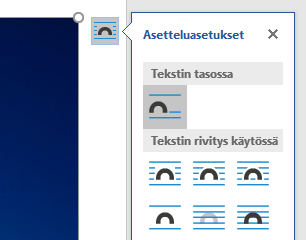 Asetteluasetukset
Tekstin tasossa
Tekstin rivitys käytössä